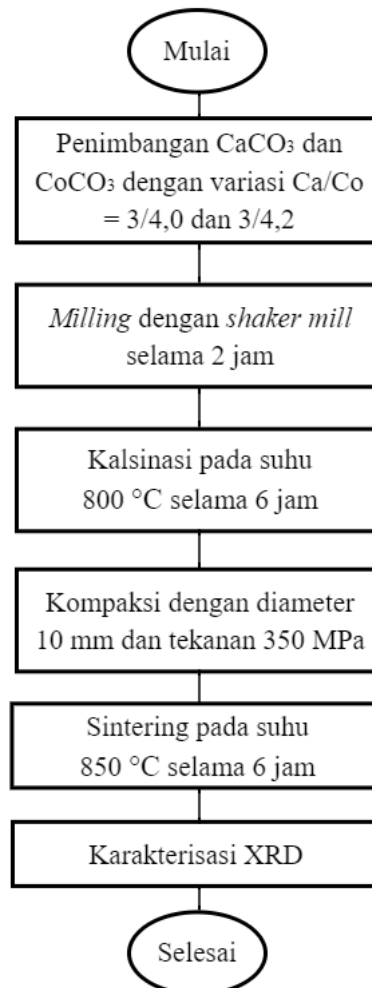 Mulai
Penimbangan CaCO₃ dan
CoCO₃ dengan variasi Ca/Co
= 3/4,0 dan 3/4,2
Milling dengan shaker mill
selama 2 jam
Kalsinasi pada suhu
800 °C selama 6 jam
Kompaksi dengan diameter
10 mm dan tekanan 350 MPa
Sintering pada suhu
850 °C selama 6 jam
Karakterisasi XRD
Selesai